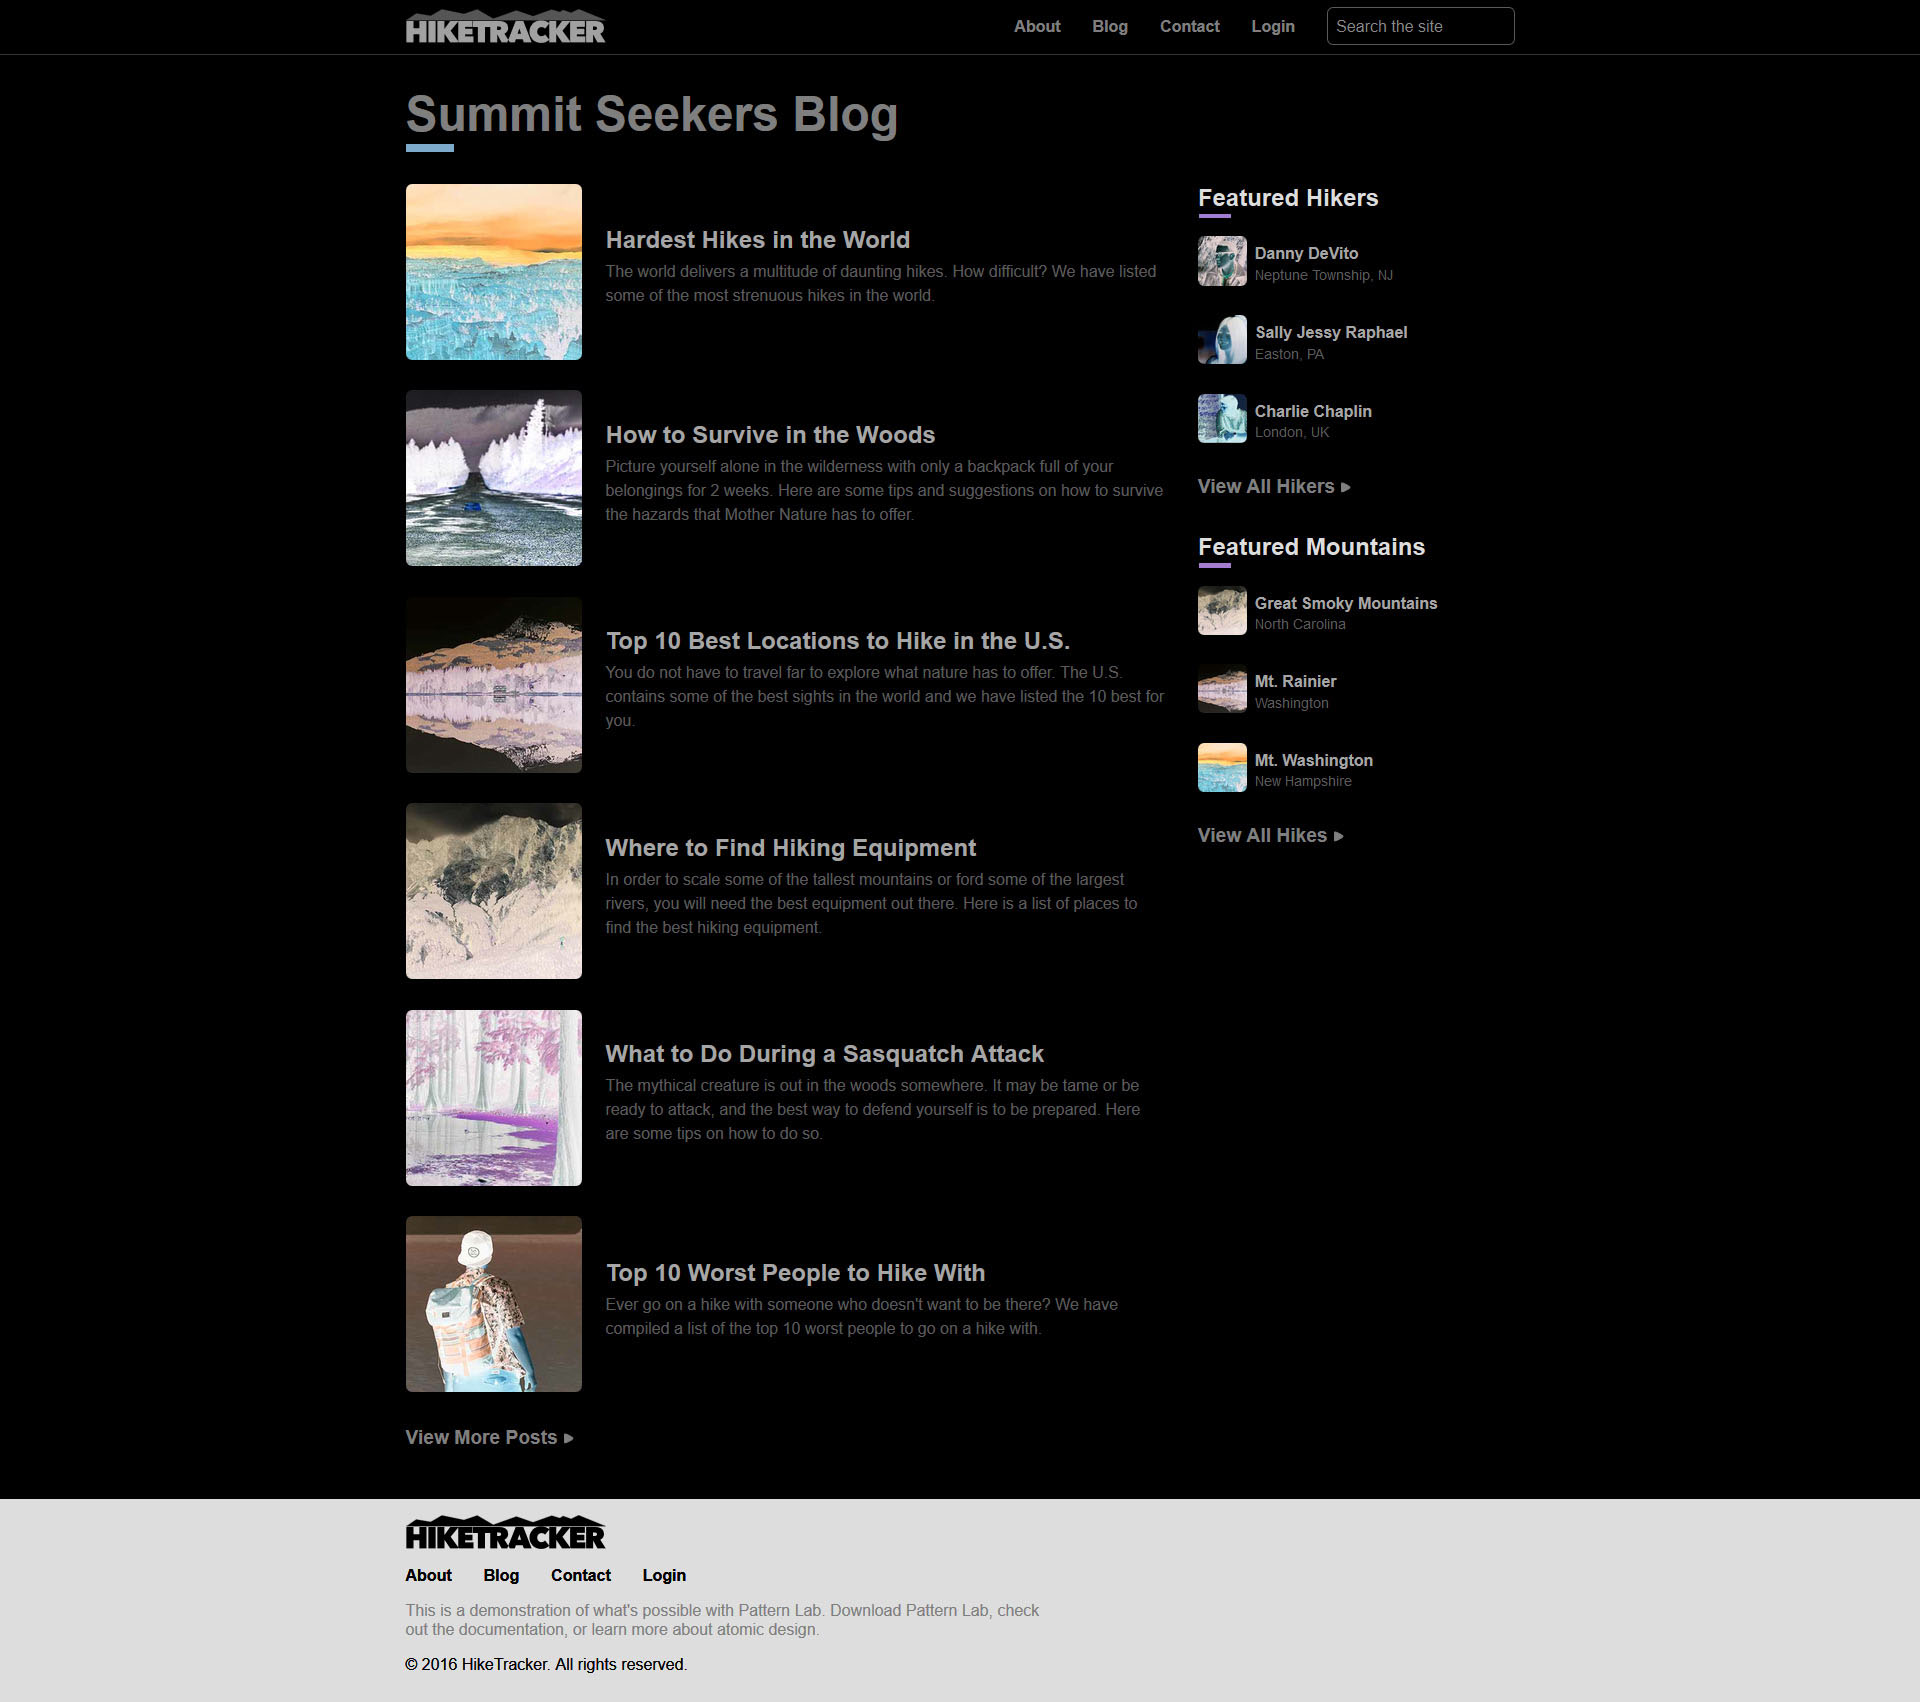 HIKETRACKER
About Blog Contact Login Search the site
Summit Seekers Blog
Hardest Hikes in the World
The world delivers a multitude of daunting hikes. How difficult? We have listed
some of the most strenuous hikes in the world.
How to Survive in the Woods
Picture yourself alone in the wilderness with only a backpack full of your
belongings for 2 weeks. Here are some tips and suggestions on how to survive
the hazards that Mother Nature has to offer.
Top 10 Best Locations to Hike in the U.S.
You do not have to travel far to explore what nature has to offer. The U.S.
contains some of the best sights in the world and we have listed the 10 best for
you.
Where to Find Hiking Equipment
In order to scale some of the tallest mountains or ford some of the largest
rivers, you will need the best equipment out there. Here is a list of places to
find the best hiking equipment.
What to Do During a Sasquatch Attack
The mythical creature is out in the woods somewhere. It may be tame or be
ready to attack, and the best way to defend yourself is to be prepared. Here
are some tips on how to do so.
Top 10 Worst People to Hike With
Ever go on a hike with someone who doesn't want to be there? We have
compiled a list of the top 10 worst people to go on a hike with.
View More Posts
Featured Hikers
Danny DeVito
Neptune Township, NJ
Sally Jessy Raphael
Easton, PA
Charlie Chaplin
London, UK
View All Hikers
Featured Mountains
Great Smoky Mountains
North Carolina
Mt. Rainier
Washington
Mt. Washington
New Hampshire
View All Hikes
HIKETRACKER
About Blog Contact Login
This is a demonstration of what's possible with Pattern Lab. Download Pattern Lab, check
out the documentation, or learn more about atomic design.
© 2016 HikeTracker. All rights reserved.